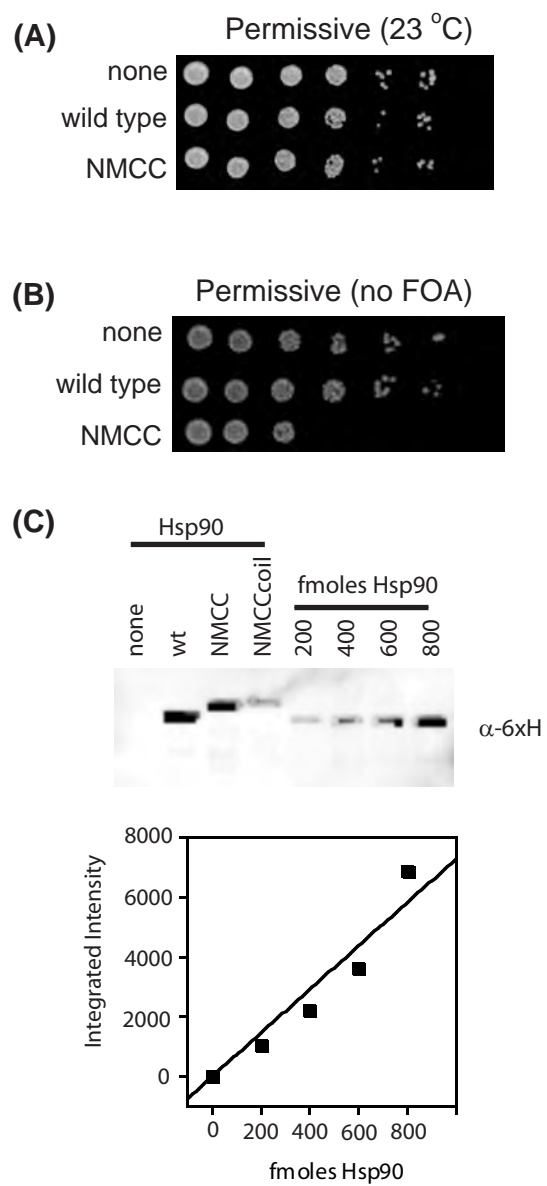 (A)
Permissive (23 °C)
none
wild type
NMCC
(B)
Permissive (no FOA)
none
wild type
NMCC
(C)
Hsp90
fmoles Hsp90
none
wt
NMCC
NMCCcoil
200
400
600
800
α-6xH
8000
6000
4000
2000
0
Integrated Intensity
0 200 400 600 800
fmoles Hsp90